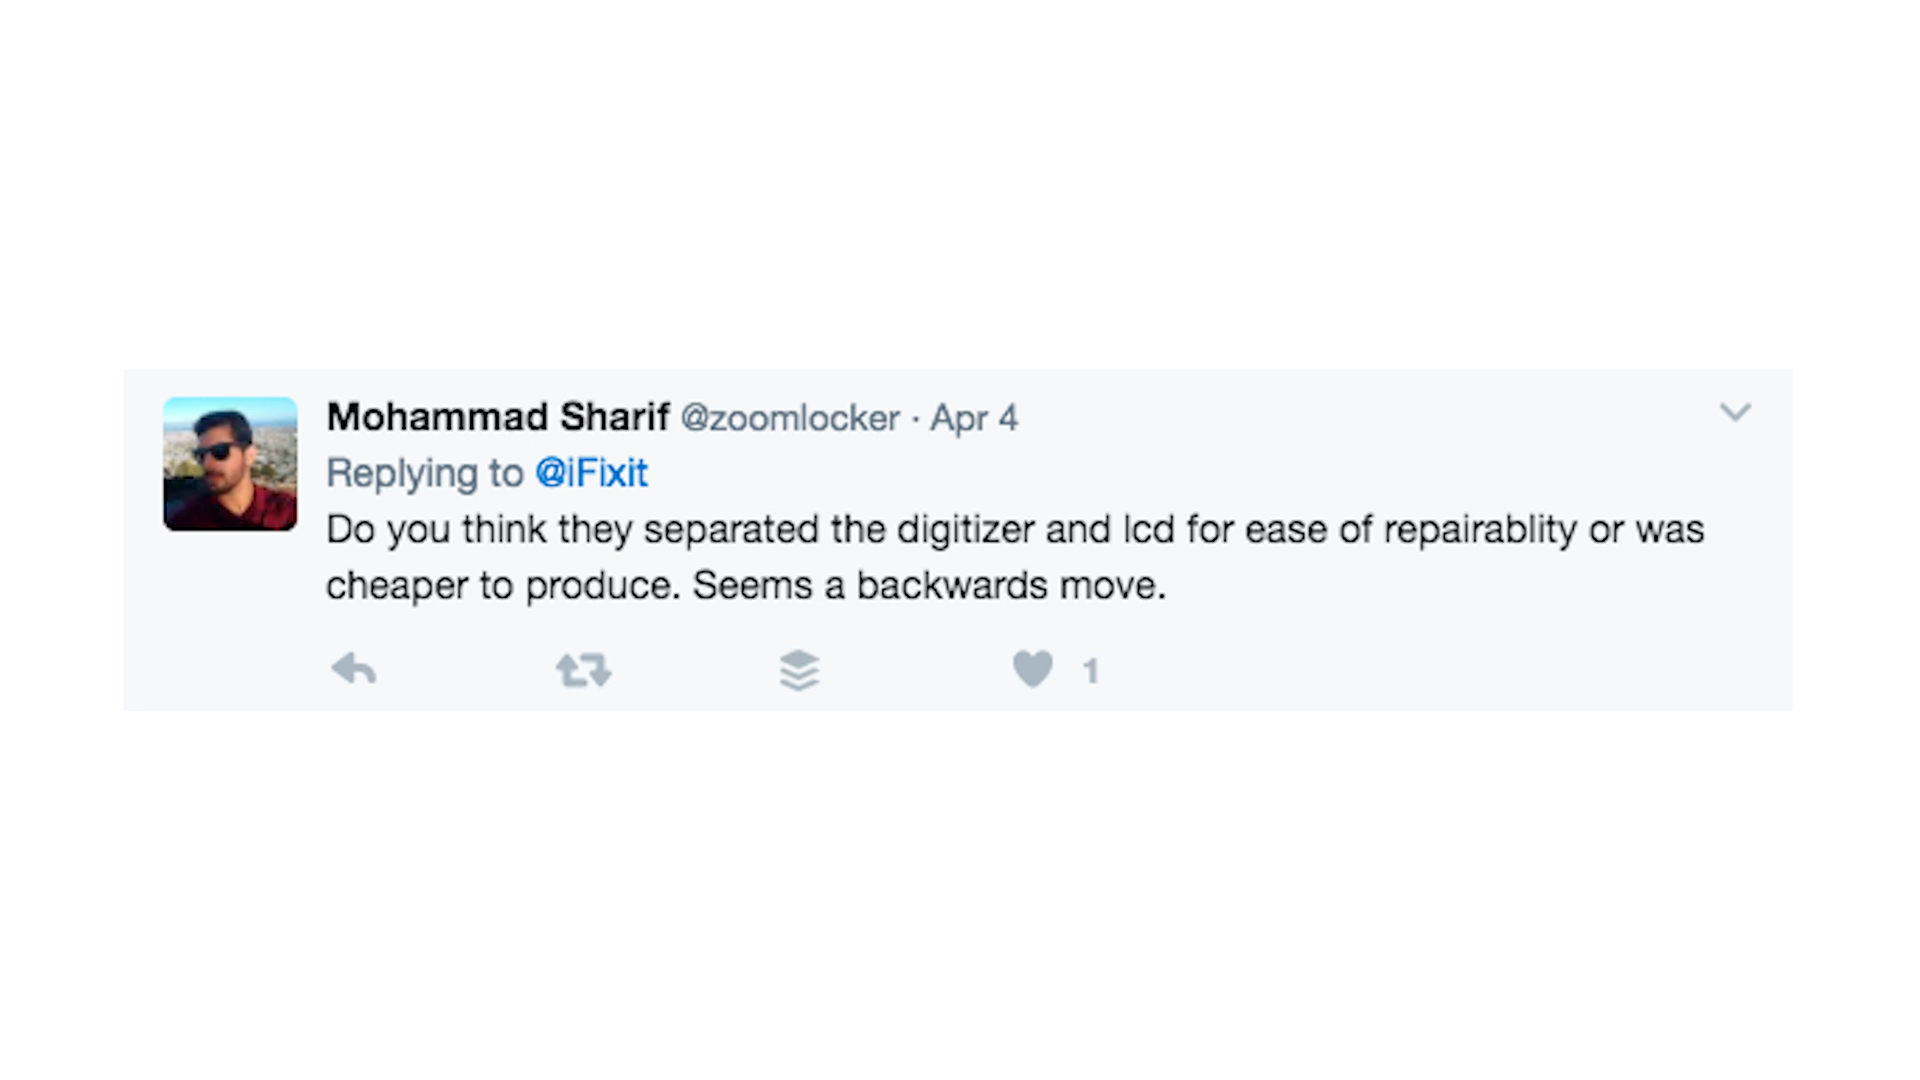 Mohammad Sharif @zoomlocker · Apr 4
Replying to @iFixit
Do you think they separated the digitizer and lcd for ease of repairablity or was
cheaper to produce. Seems a backwards move.
1